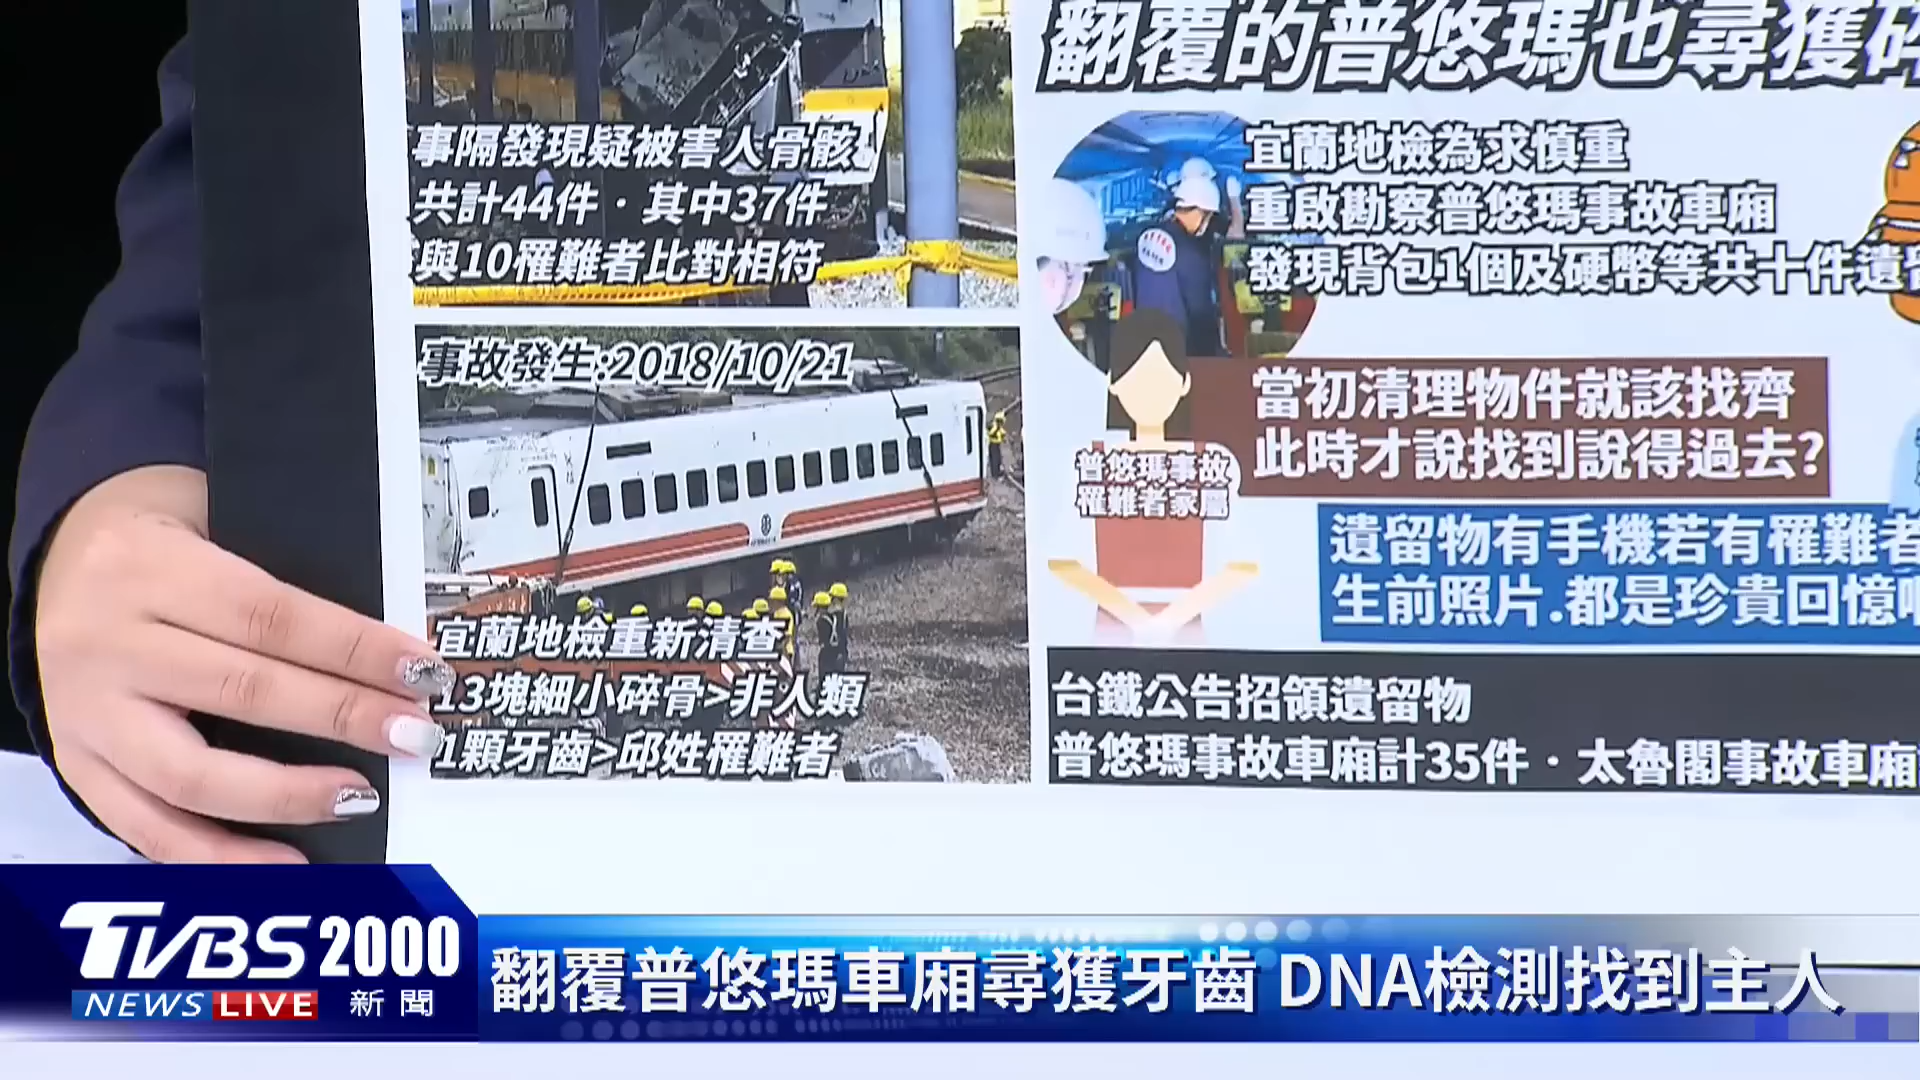 翻覆的普悠瑪也尋獲
事隔發現疑被害人骨骸
共計44件.其中37件
與10罹難者比對相符
宜蘭地檢為求慎重
重啟勘察普悠瑪事故車廂
發現背包1個及硬幣等共十件遺
事故發生:2018/10/21
宜蘭地檢重新清查
13塊細小碎骨>非人類
1顆牙齒>邱姓罹難者
當初清理物件就該找齊
此時才說找到說得過去?
普悠瑪事故
罹難者家屬
遺留物有手機若有罹難者
生前照片.都是珍貴回憶
台鐵公告招領遺留物
普悠瑪事故車廂計35件.太魯閣事故車廂
TVBS 2000
NEWS LIVE 新聞
翻覆普悠瑪車廂尋獲牙齒 DNA檢測找到主人